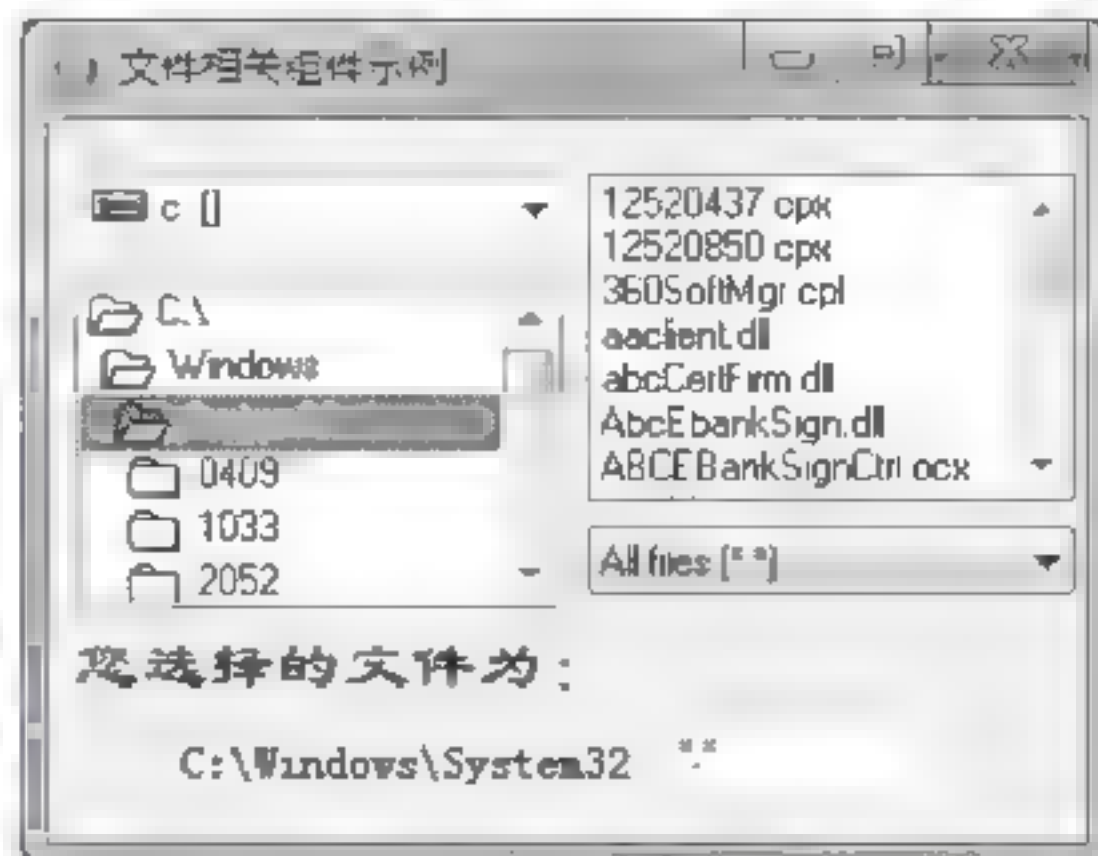 文件相关组件示例
c []
C:\
Windows
0409
1033
2052
12520437 cpx
12520850 cpx
360SoftMgr cpl
aaclient.dll
abcCertFirm dll
AbcEbankSign.dll
ABCEBankSignCtrl ocx
All files (* *)
您选择的文件为:
C:\Windows\System32 *.*